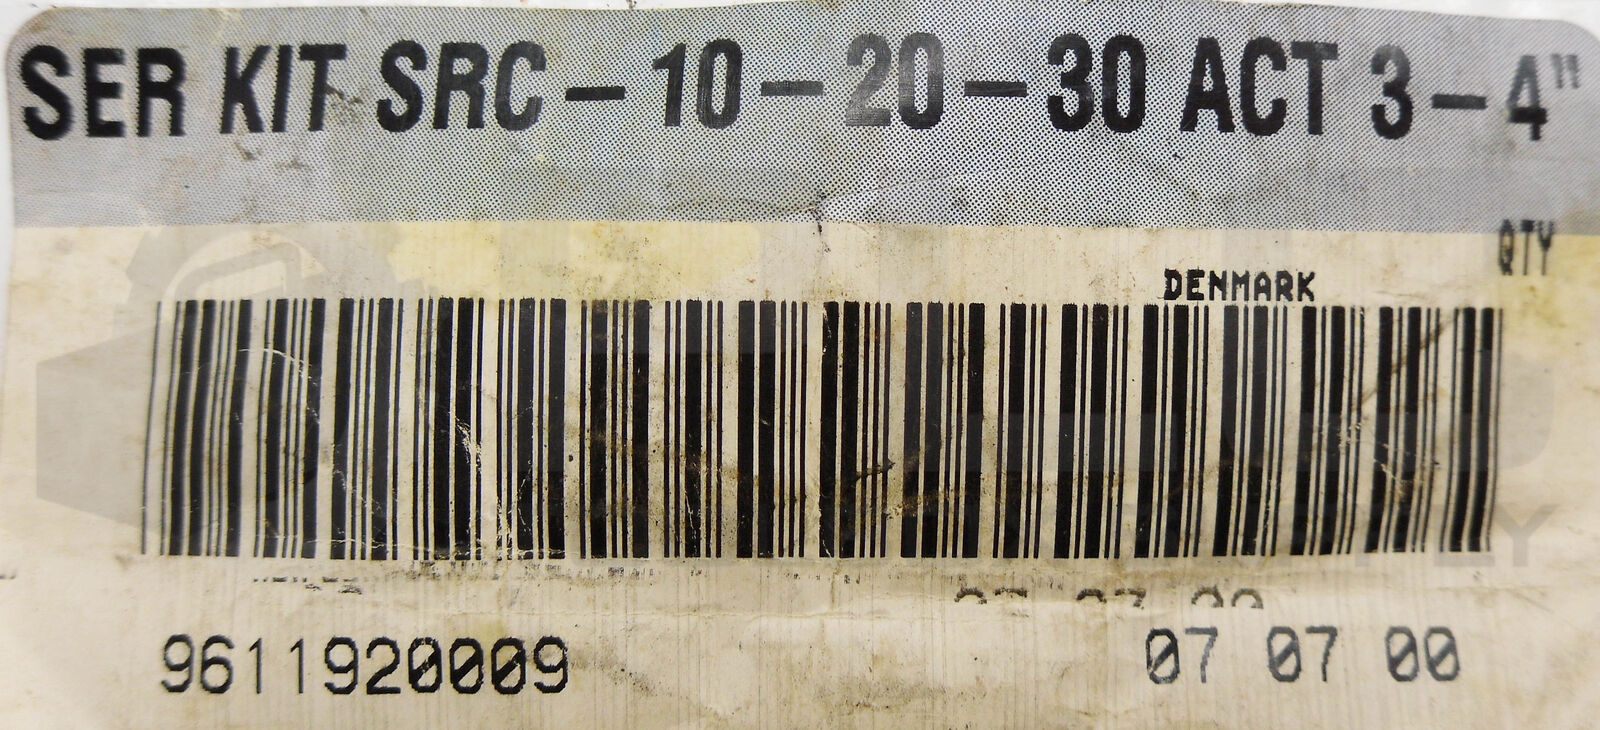 SER KIT SRC - 10 - 20 - 30 ACT 3 - 4"
QTY
DENMARK
9611920009
07 07 00